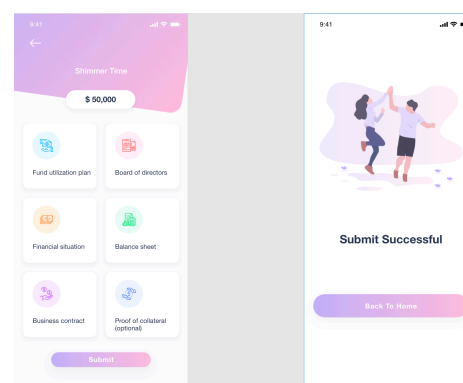 9:41
Shimmer Time
$ 50,000
Fund utilization plan
Board of directors
Financial situation
Balance sheet
Business contract
Proof of collateral
(optional)
Submit
9:41
Submit Successful
Back To Home